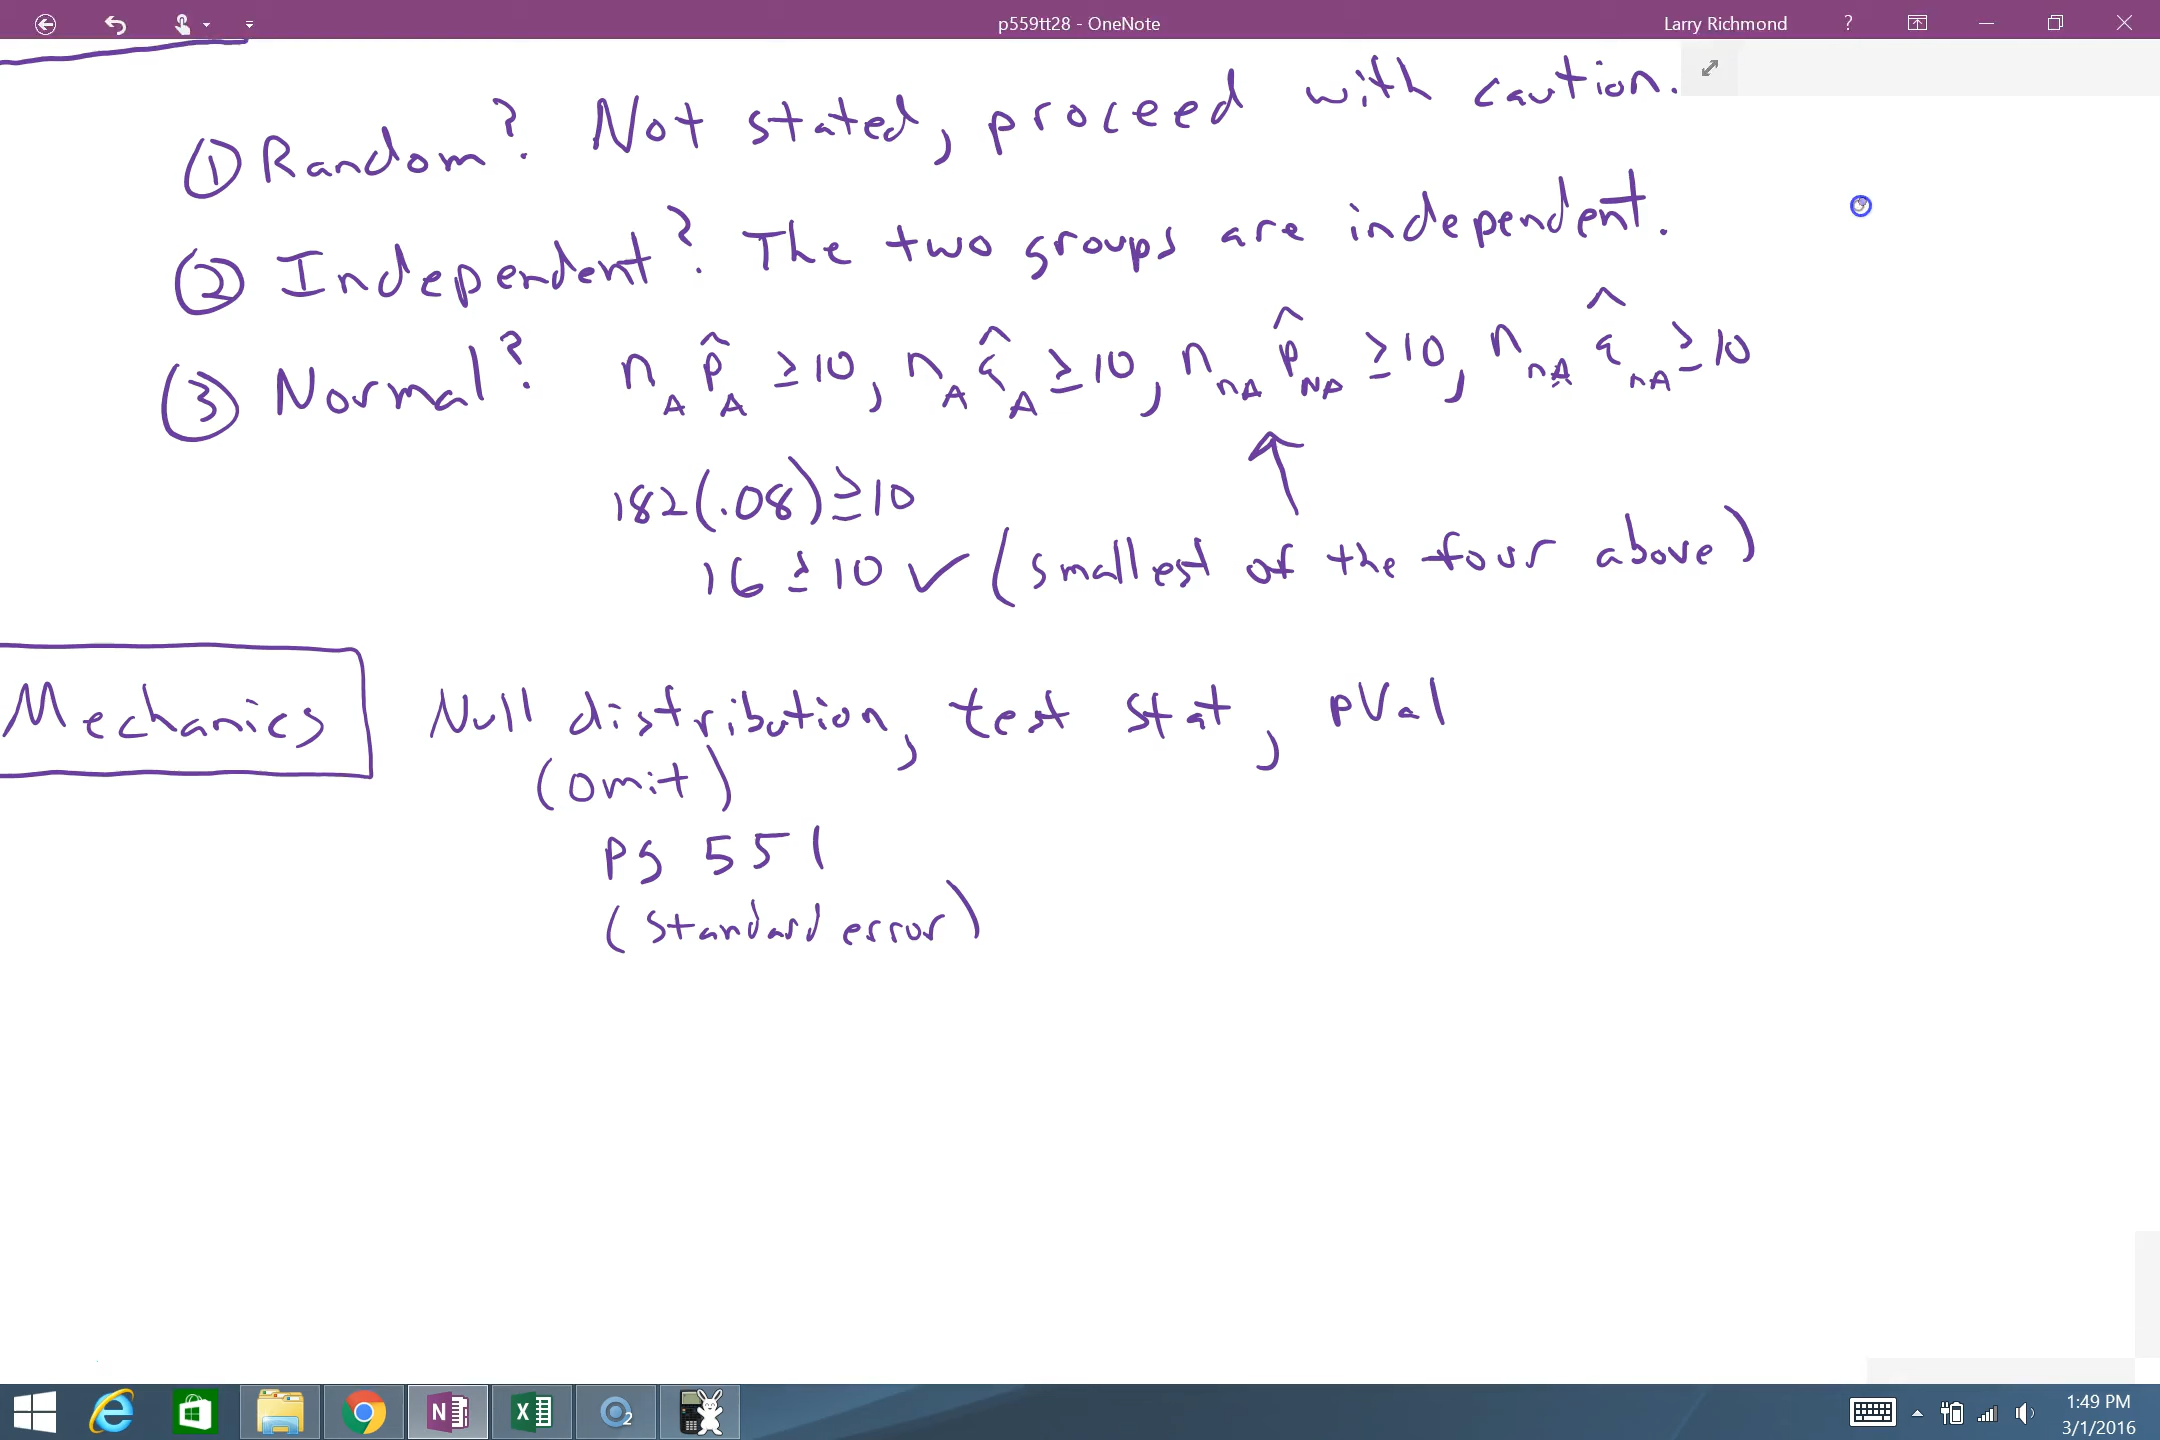 p559tt28 - OneNote
Larry Richmond
?
① Random? Not stated, proceed with caution.
② Independent? The two groups are independent.
③ Normal? n_A p̂_A ≥10, n_A q̂_A ≥10, n_nA p̂_NA ≥10, n_nA q̂_nA ≥10
182(.08)≥10
16 ≥ 10 ✓ (smallest of the four above)
Mechanics Null distribution, test stat, pVal
(omit)
pg 551
(standard error)
N X 2
1:49 PM
3/1/2016